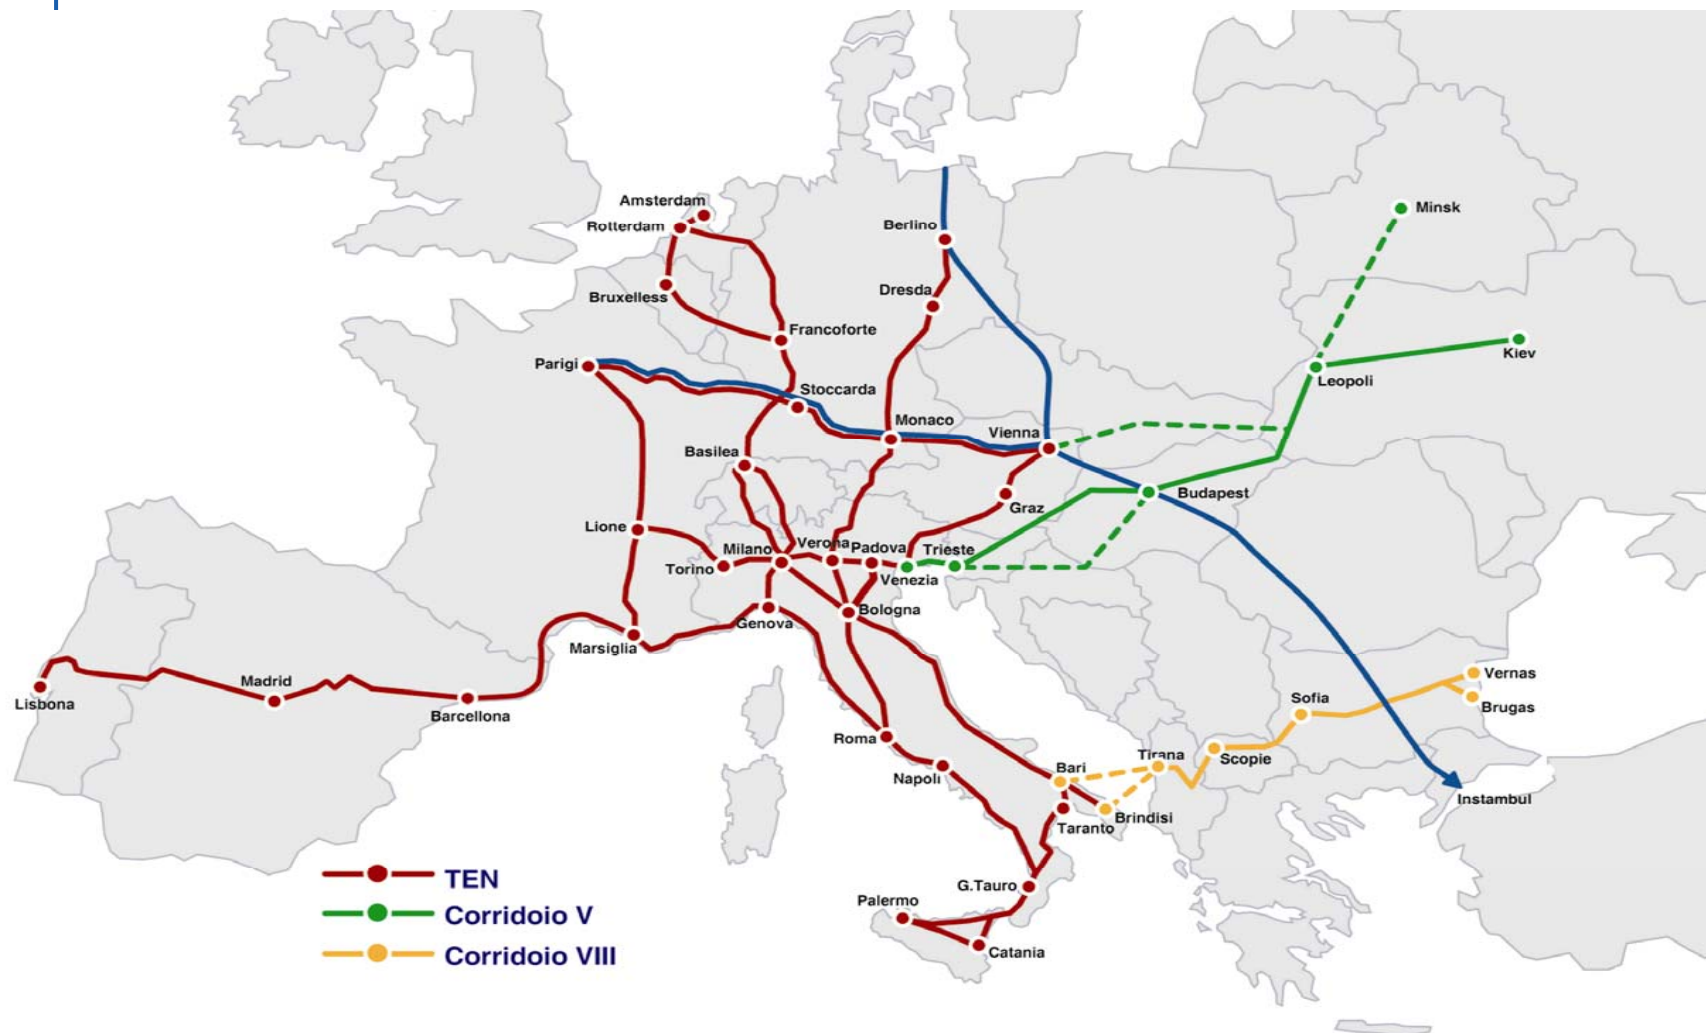 Minsk
Amsterdam
Rotterdam
Berlino
Dresda
Bruxelless
Francoforte
Kiev
Parigi
Leopoli
Stoccarda
Monaco
Vienna
Basilea
Budapest
Graz
Lione
Milano
Verona
Padova
Trieste
Torino
Venezia
Bologna
Genova
Marsiglia
Vernas
Madrid
Sofia
Lisbona
Barcellona
Brugas
Roma
Tirana
Scopie
Napoli
Bari
Instambul
Taranto
Brindisi
TEN
G.Tauro
Palermo
Corridoio V
Catania
Corridoio VIII